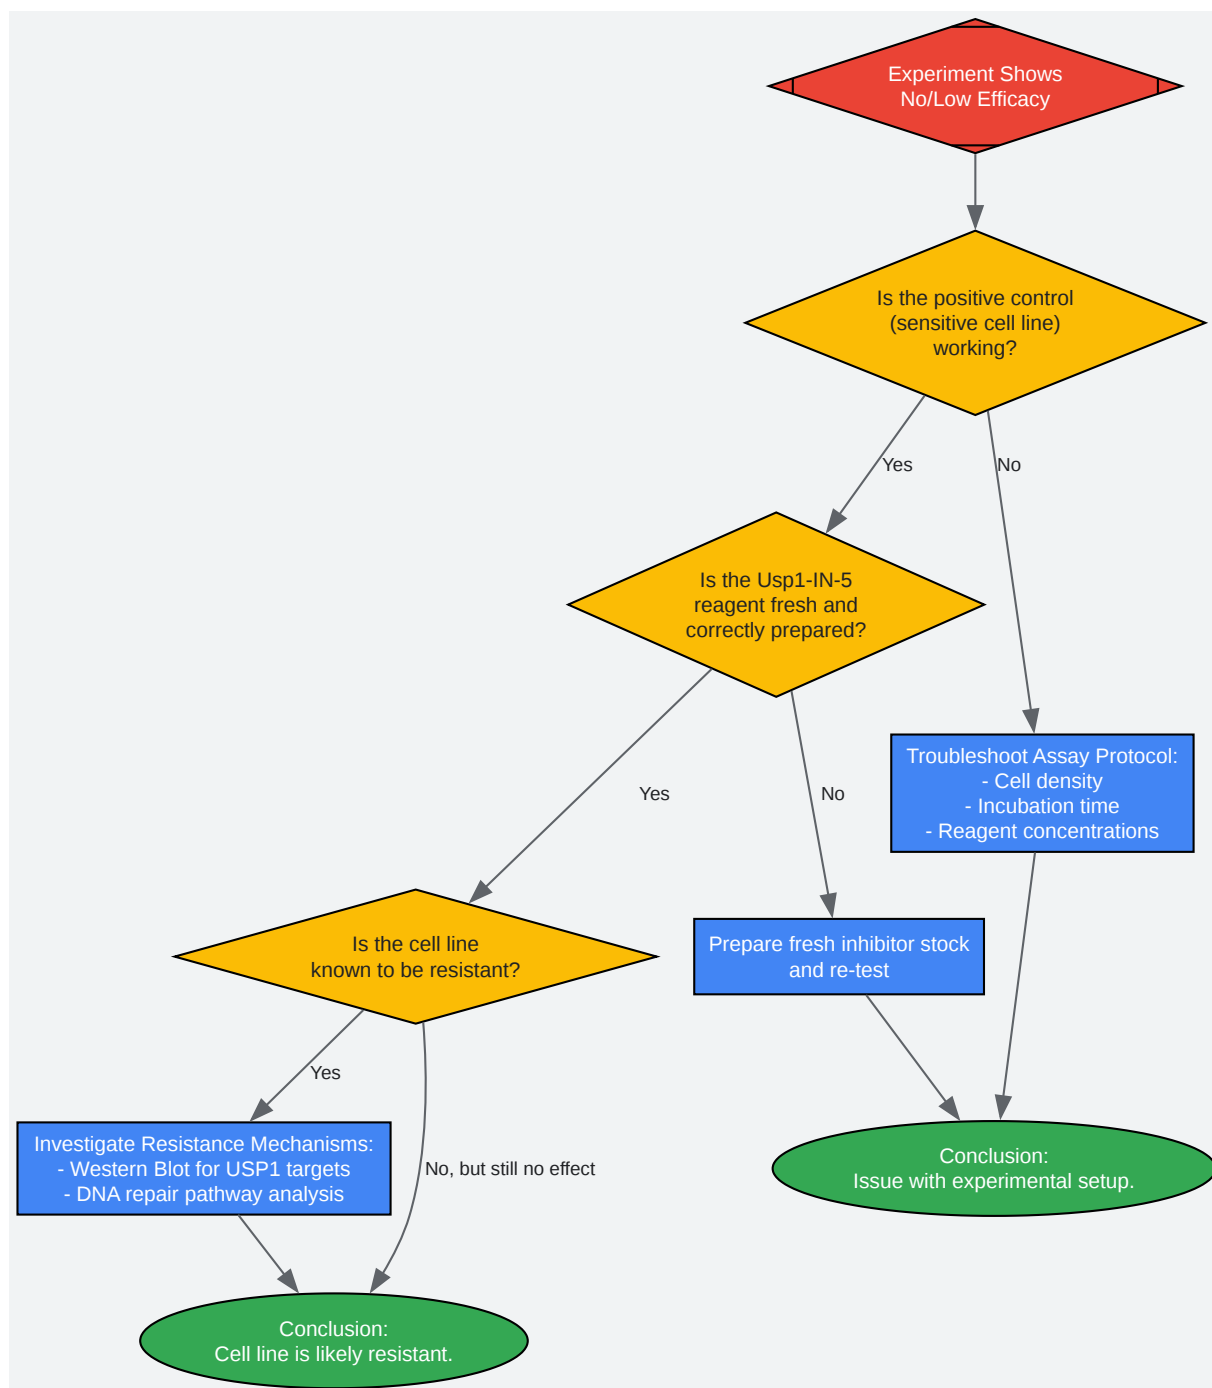 Experiment Shows
No/Low Efficacy
Is the positive control
(sensitive cell line)
working?
Yes
No
Is the Usp1-IN-5
reagent fresh and
correctly prepared?
Yes
No
Troubleshoot Assay Protocol:
- Cell density
- Incubation time
- Reagent concentrations
Is the cell line
known to be resistant?
Prepare fresh inhibitor stock
and re-test
Yes
No, but still no effect
Investigate Resistance Mechanisms:
- Western Blot for USP1 targets
- DNA repair pathway analysis
Conclusion:
Issue with experimental setup.
Conclusion:
Cell line is likely resistant.